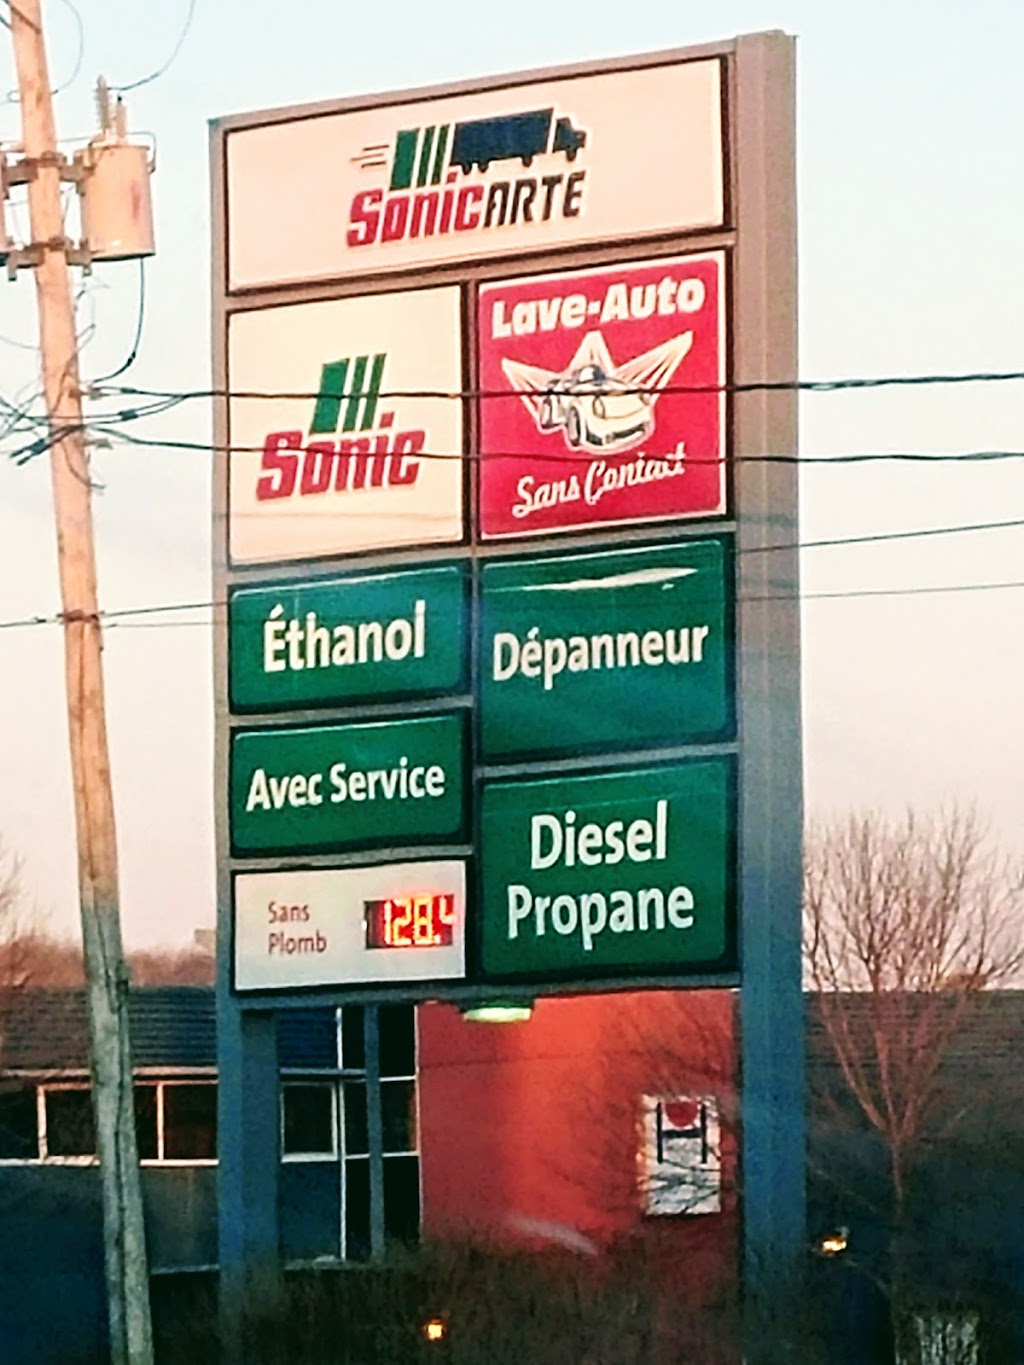 SonicARTE
Sonic
Lave-Auto
Sans Contact
Éthanol
Dépanneur
Avec Service
Diesel
Propane
Sans
Plomb
128.4